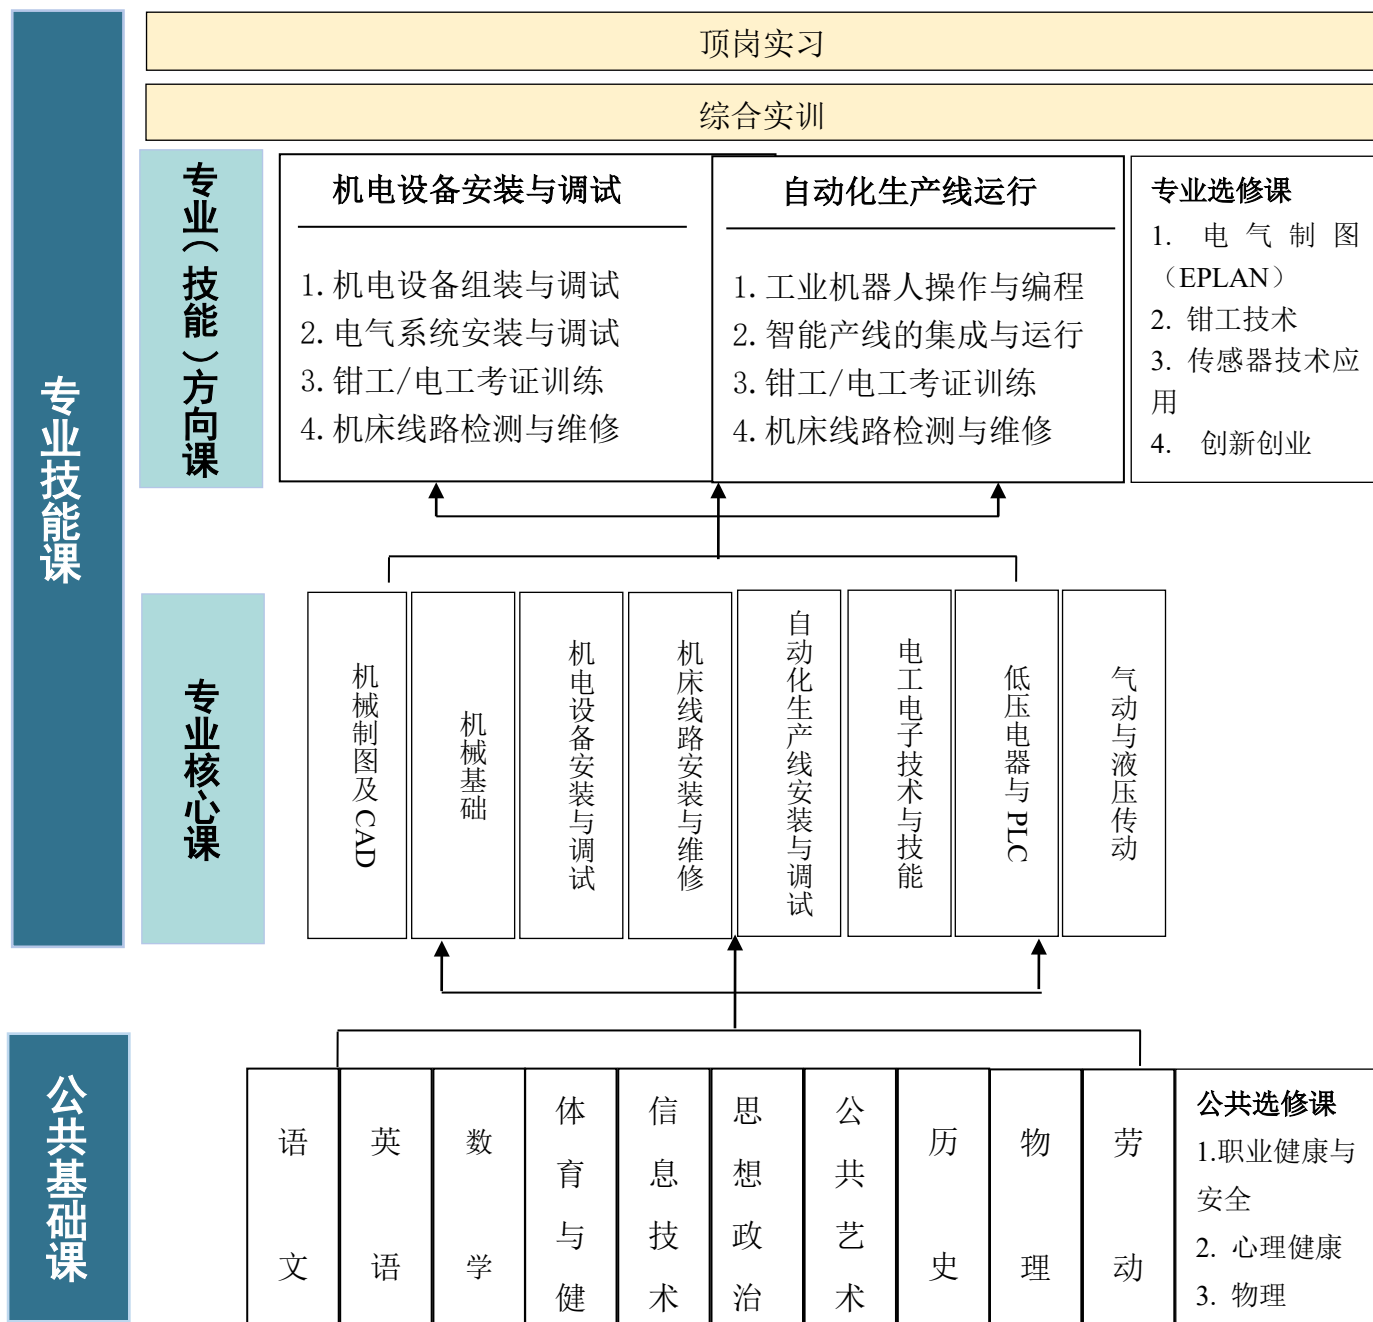 顶岗实习
综合实训
专业技能课
专业（技能）方向课
机电设备安装与调试
1.机电设备组装与调试
2.电气系统安装与调试
3.钳工/电工考证训练
4.机床线路检测与维修
自动化生产线运行
1.工业机器人操作与编程
2.智能产线的集成与运行
3.钳工/电工考证训练
4.机床线路检测与维修
专业选修课
1. 电气制图
（EPLAN）
2. 钳工技术
3. 传感器技术应
用
4. 创新创业
专业核心课
机械制图及 CAD
机械基础
机电设备安装与调试
机床线路安装与维修
自动化生产线安装与调试
电工电子技术与技能
低压电器与 PLC
气动与液压传动
公共基础课
语文
英语
数学
体育与健
信息技术
思想政治
公共艺术
历史
物理
劳动
公共选修课
1.职业健康与
安全
2. 心理健康
3. 物理